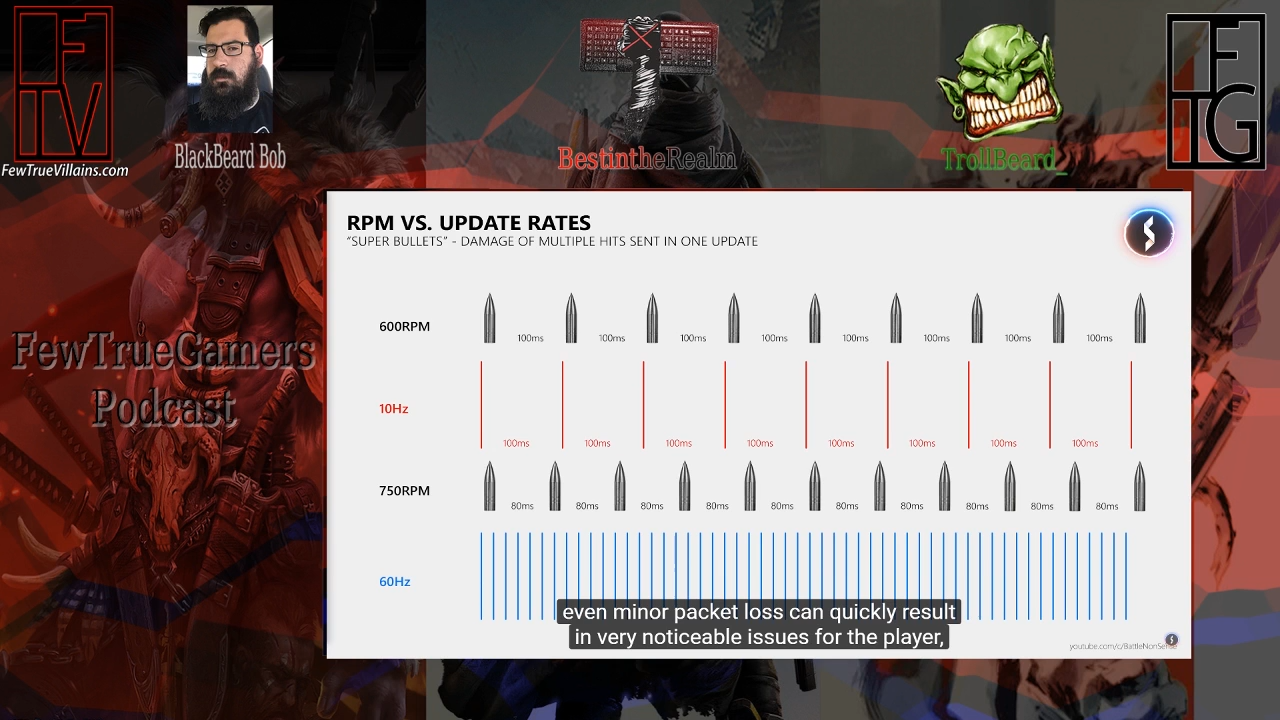 FTV
FewTrueVillains.com
BlackBeard Bob
BestintheRealm
TrollBeard_
FTG
FewTrueGamers
Podcast
RPM VS. UPDATE RATES
“SUPER BULLETS” - DAMAGE OF MULTIPLE HITS SENT IN ONE UPDATE
600RPM
100ms 100ms 100ms 100ms 100ms 100ms 100ms 100ms
10Hz
100ms 100ms 100ms 100ms 100ms 100ms 100ms 100ms
750RPM
80ms 80ms 80ms 80ms 80ms 80ms 80ms 80ms 80ms 80ms
60Hz
even minor packet loss can quickly result
in very noticeable issues for the player,
youtube.com/c/BattleNonSense